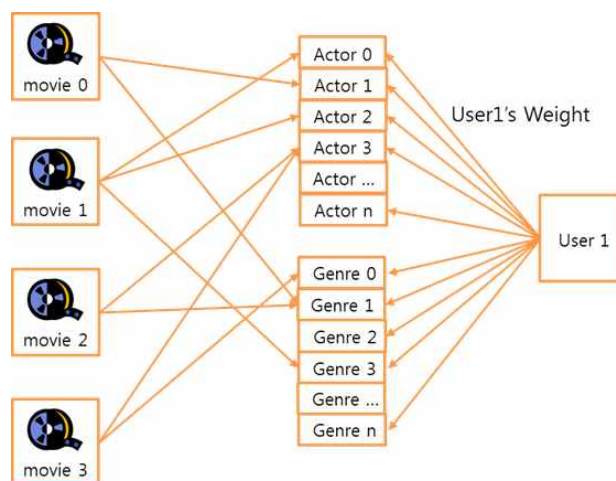 movie 0
movie 1
movie 2
movie 3
Actor 0
Actor 1
Actor 2
Actor 3
Actor ...
Actor n
Genre 0
Genre 1
Genre 2
Genre 3
Genre ...
Genre n
User1's Weight
User 1